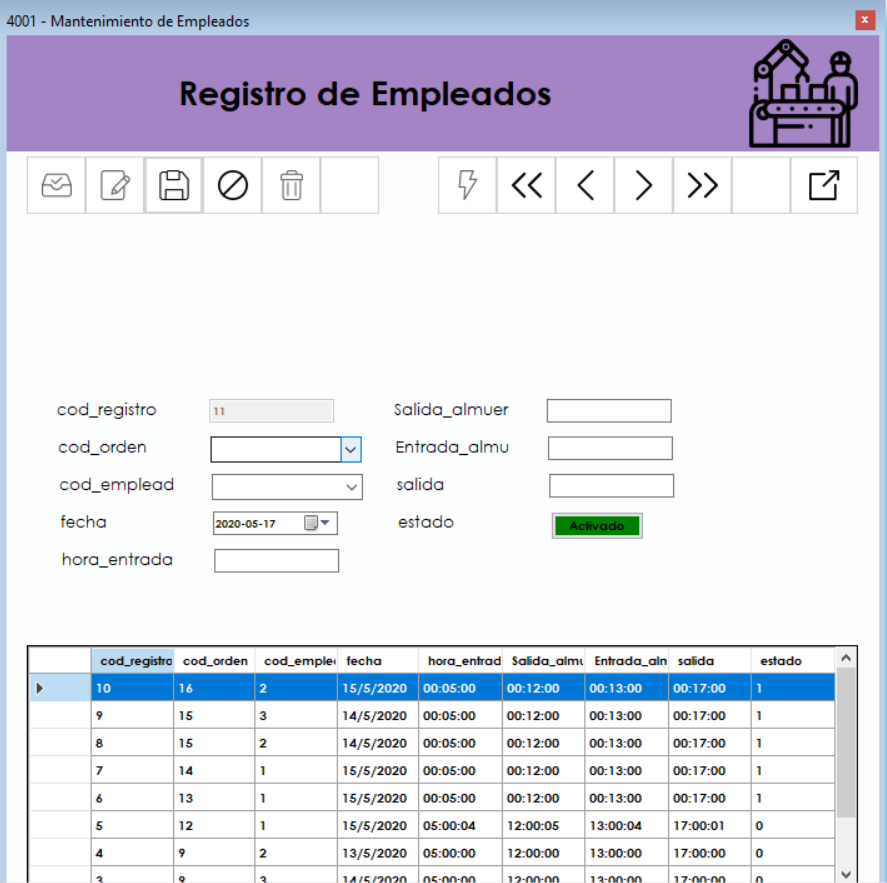 4001 - Mantenimiento de Empleados
Registro de Empleados
cod_registro 11 Salida_almuer
cod_orden Entrada_almu
cod_emplead salida
fecha 2020-05-17 estado Activado
hora_entrada
cod_registro cod_orden cod_emplea fecha hora_entrad Salida_almu Entrada_aln salida estado
10 16 2 15/5/2020 00:05:00 00:12:00 00:13:00 00:17:00 1
9 15 3 14/5/2020 00:05:00 00:12:00 00:13:00 00:17:00 1
8 15 2 14/5/2020 00:05:00 00:12:00 00:13:00 00:17:00 1
7 14 1 15/5/2020 00:05:00 00:12:00 00:13:00 00:17:00 1
6 13 1 15/5/2020 00:05:00 00:12:00 00:13:00 00:17:00 1
5 12 1 15/5/2020 05:00:04 12:00:05 13:00:04 17:00:01 0
4 9 2 13/5/2020 05:00:00 12:00:00 13:00:00 17:00:00 0
3 9 3 14/5/2020 05:00:00 12:00:00 13:00:00 17:00:00 0